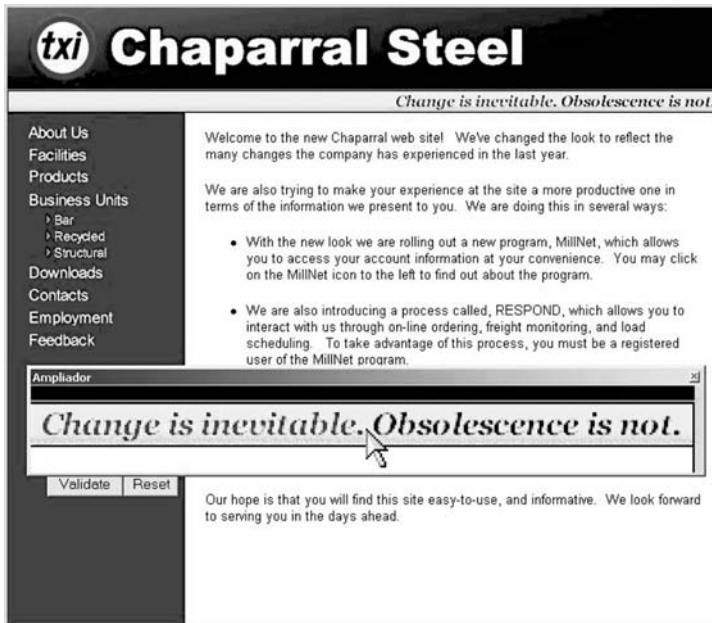 txi Chaparral Steel
Change is inevitable. Obsolescence is not.
About Us
Facilities
Products
Business Units
Bar
Recycled
Structural
Downloads
Contacts
Employment
Feedback
Welcome to the new Chaparral web site! We've changed the look to reflect the
many changes the company has experienced in the last year.
We are also trying to make your experience at the site a more productive one in
terms of the information we present to you. We are doing this in several ways:
• With the new look we are rolling out a new program, MillNet, which allows
you to access your account information at your convenience. You may click
on the MillNet icon to the left to find out about the program.
• We are also introducing a process called, RESPOND, which allows you to
interact with us through on-line ordering, freight monitoring, and load
scheduling. To take advantage of this process, you must be a registered
user of the MillNet program.
Ampliador
Change is inevitable. Obsolescence is not.
Validate Reset
Our hope is that you will find this site easy-to-use, and informative. We look forward
to serving you in the days ahead.